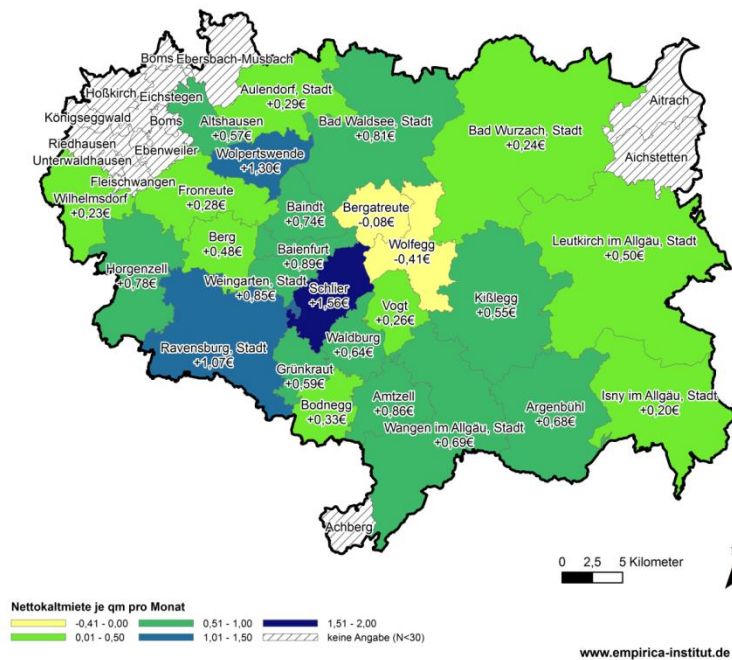 Boms
Ebersbach-Musbach
Hoßkirch
Eichstegen
Königseggwald
Boms
Riedhausen
Ebenweiler
Unterwaldhausen
Fleischwangen
Aulendorf, Stadt
+0,29€
Altshausen
+0,57€
Bad Waldsee, Stadt
+0,81€
Bad Wurzach, Stadt
+0,24€
Aitrach
Aichstetten
Wolpertswende
+1,30€
Wilhelmsdorf
+0,23€
Fronreute
+0,28€
Baindt
+0,74€
Bergatreute
-0,08€
Berg
+0,48€
Baienfurt
+0,89€
Wolfegg
-0,41€
Leutkirch im Allgäu, Stadt
+0,50€
Horgenzell
+0,78€
Weingarten, Stadt
+0,85€
Schlier
+1,56€
Vogt
+0,26€
Kißlegg
+0,55€
Ravensburg, Stadt
+1,07€
Waldburg
+0,64€
Grünkraut
+0,59€
Bodnegg
+0,33€
Amtzell
+0,86€
Wangen im Allgäu, Stadt
+0,69€
Argenbühl
+0,68€
Isny im Allgäu, Stadt
+0,20€
Achberg
0 2,5 5 Kilometer
Nettokaltmiete je qm pro Monat
-0,41 - 0,00
0,01 - 0,50
0,51 - 1,00
1,01 - 1,50
1,51 - 2,00
keine Angabe (N<30)
www.empirica-institut.de